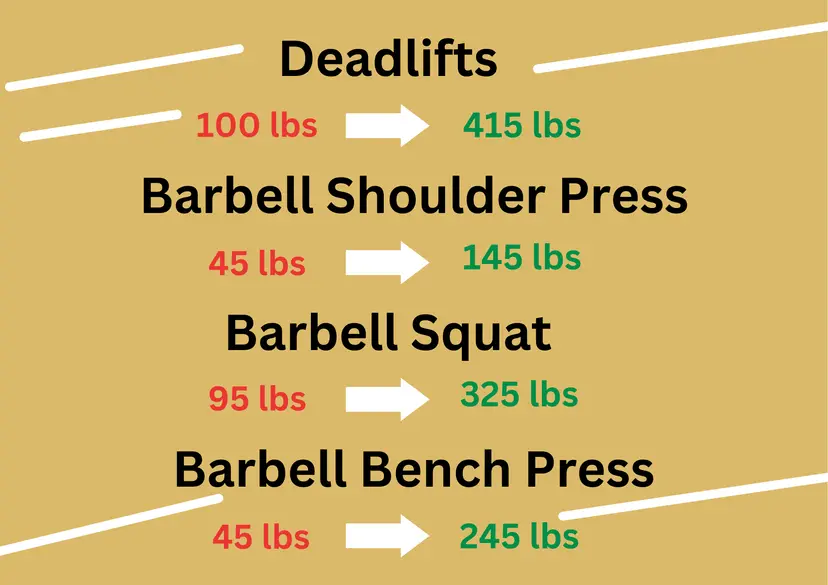 Deadlifts
100 lbs 415 lbs
Barbell Shoulder Press
45 lbs 145 lbs
Barbell Squat
95 lbs 325 lbs
Barbell Bench Press
45 lbs 245 lbs